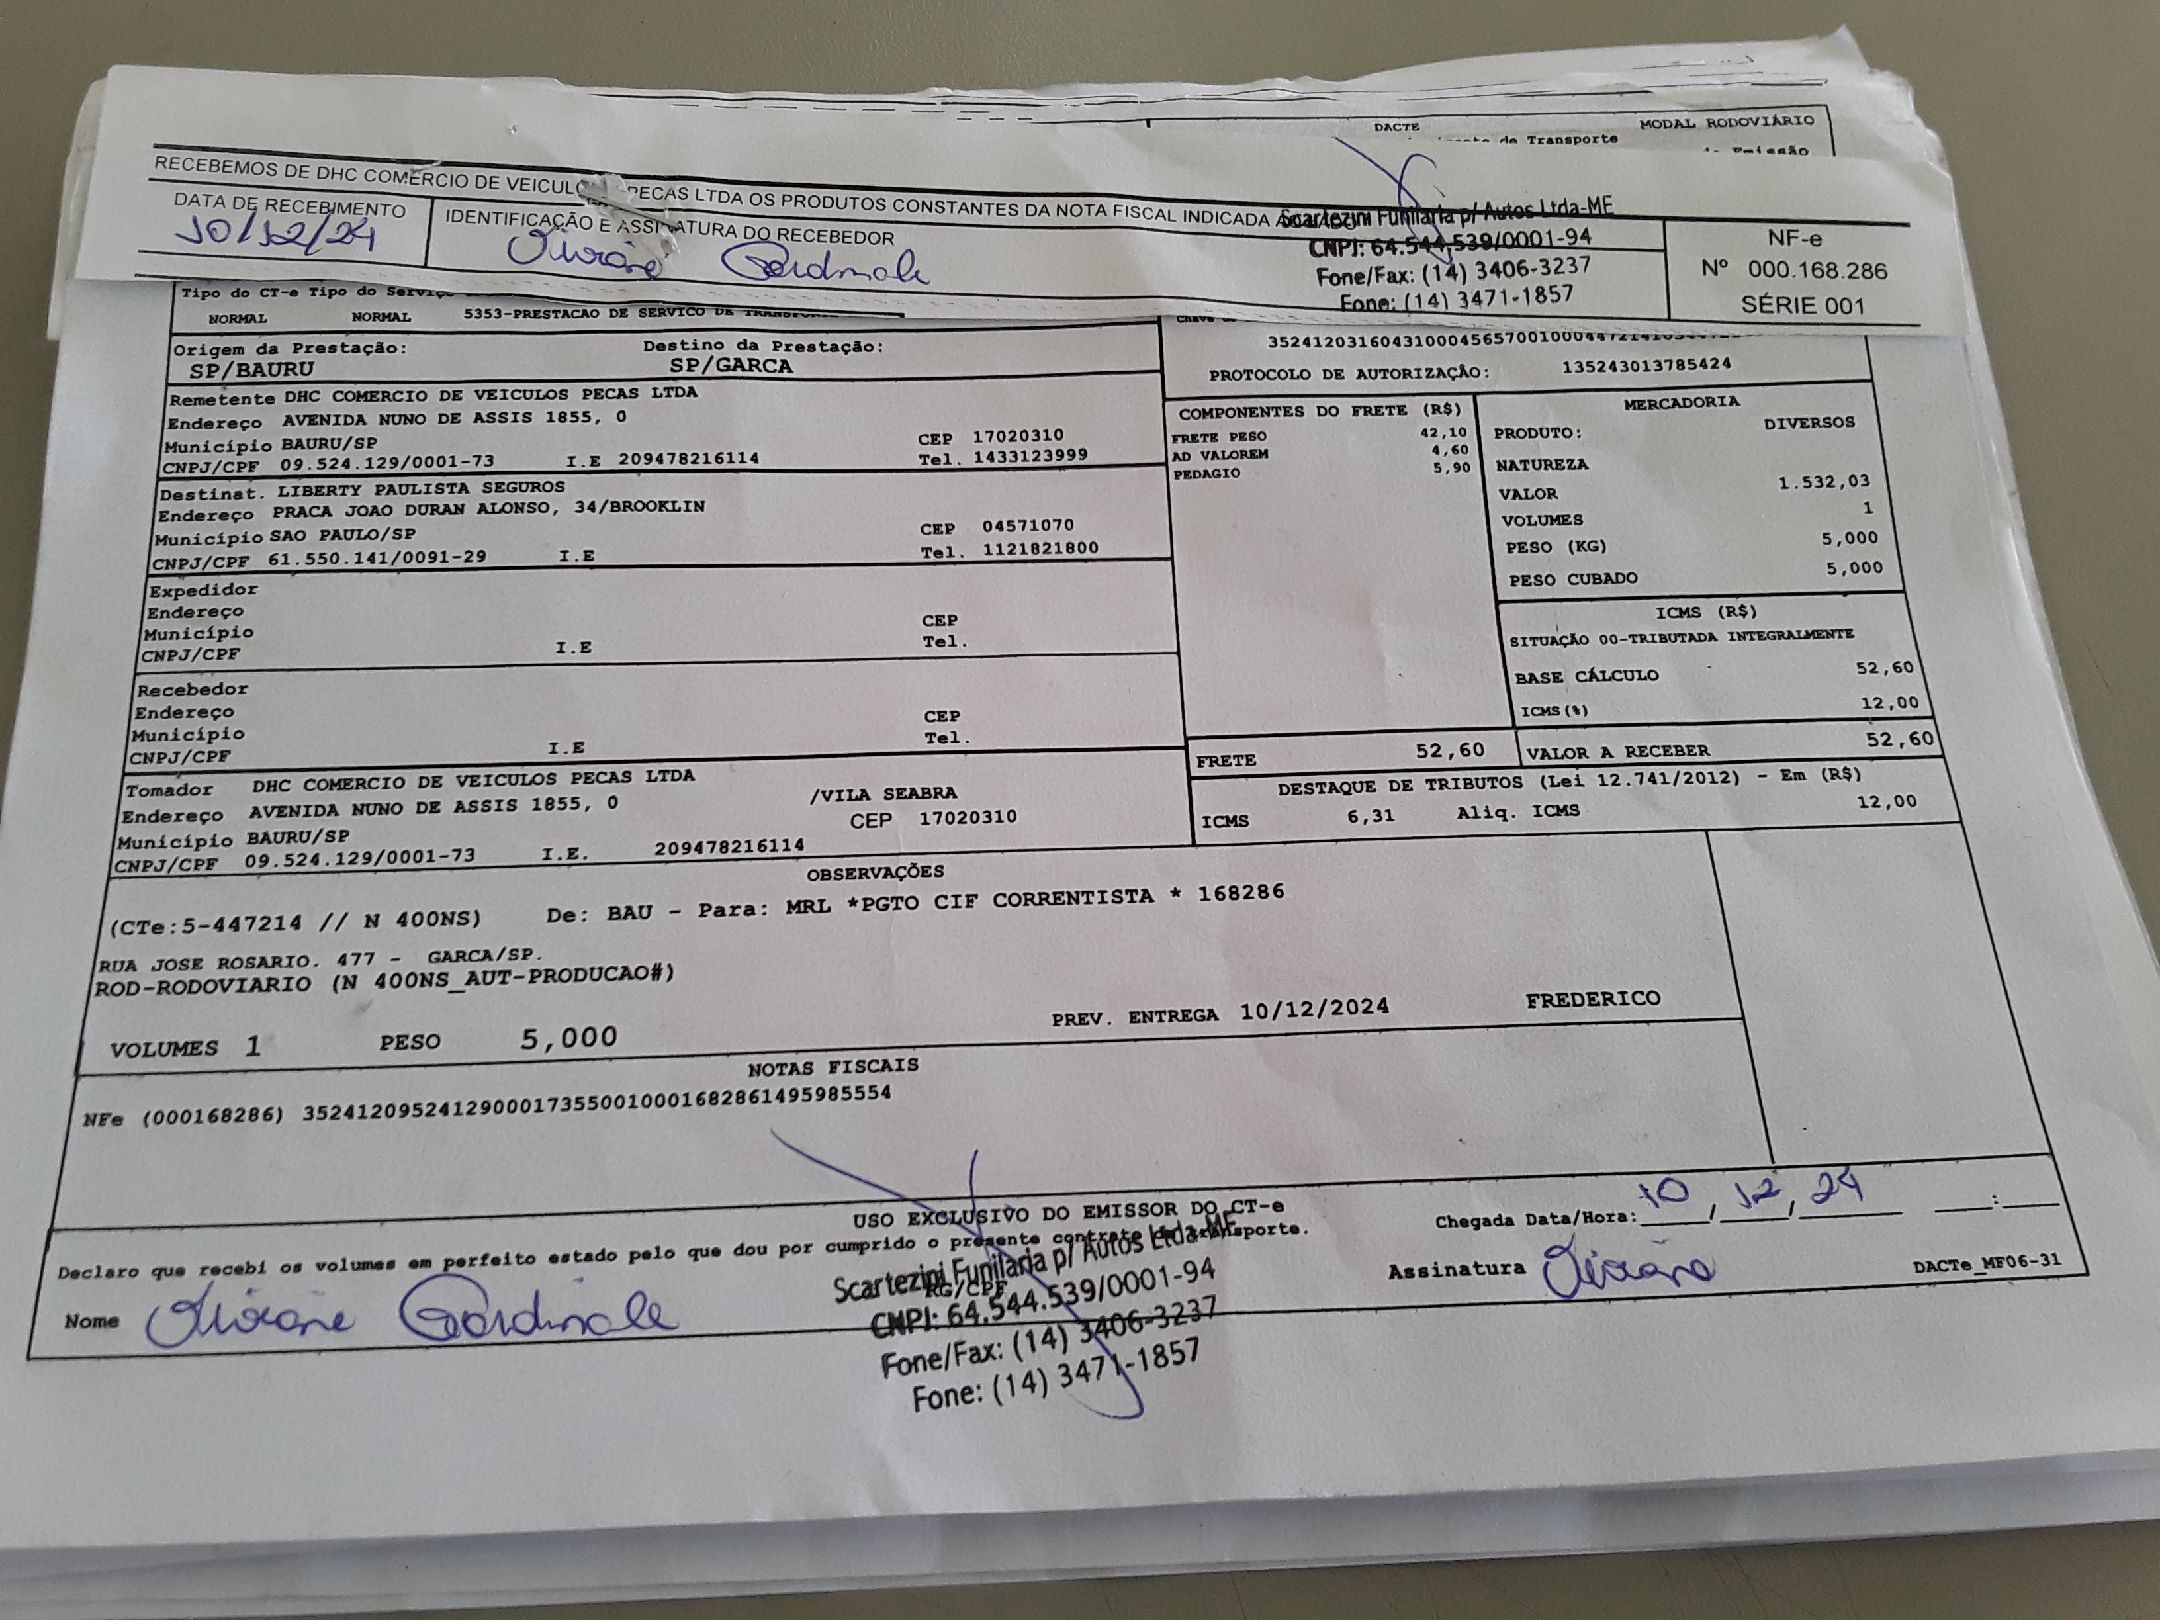 DACTE
MODAL RODOVIÁRIO
de Transporte
RECEBEMOS DE DHC COMERCIO DE VEICULOS PECAS LTDA OS PRODUTOS CONSTANTES DA NOTA FISCAL INDICADA
DATA DE RECEBIMENTO
10/12/24
IDENTIFICAÇÃO E ASSINATURA DO RECEBEDOR
Scartezini Funilaria p/ Autos Ltda-ME
CNPJ: 64.544.539/0001-94
Fone/Fax: (14) 3406-3237
Fone: (14) 3471-1857
NF-e
Nº 000.168.286
SÉRIE 001
Tipo do CT-e Tipo do Serviço
NORMAL NORMAL 5353-PRESTACAO DE SERVICO DE
Origem da Prestação: Destino da Prestação:
SP/BAURU SP/GARCA
PROTOCOLO DE AUTORIZAÇÃO: 135243013785424
Remetente DHC COMERCIO DE VEICULOS PECAS LTDA
Endereço AVENIDA NUNO DE ASSIS 1855, 0
Município BAURU/SP CEP 17020310
CNPJ/CPF 09.524.129/0001-73 I.E 209478216114 Tel. 1433123999
Destinat. LIBERTY PAULISTA SEGUROS
Endereço PRACA JOAO DURAN ALONSO, 34/BROOKLIN
Município SAO PAULO/SP CEP 04571070
CNPJ/CPF 61.550.141/0091-29 I.E Tel. 1121821800
Expedidor
Endereço
Município CEP
CNPJ/CPF I.E Tel.
Recebedor
Endereço
Município CEP
CNPJ/CPF I.E Tel.
Tomador DHC COMERCIO DE VEICULOS PECAS LTDA
Endereço AVENIDA NUNO DE ASSIS 1855, 0 /VILA SEABRA
Município BAURU/SP CEP 17020310
CNPJ/CPF 09.524.129/0001-73 I.E. 209478216114
COMPONENTES DO FRETE (R$)
FRETE PESO 42,10
AD VALOREM 4,60
PEDAGIO 5,90
MERCADORIA
PRODUTO: DIVERSOS
NATUREZA
VALOR 1.532,03
VOLUMES 1
PESO (KG) 5,000
PESO CUBADO 5,000
ICMS (R$)
SITUAÇÃO 00-TRIBUTADA INTEGRALMENTE
BASE CÁLCULO 52,60
ICMS(%) 12,00
FRETE 52,60 VALOR A RECEBER 52,60
DESTAQUE DE TRIBUTOS (Lei 12.741/2012) - Em (R$)
ICMS 6,31 Aliq. ICMS 12,00
OBSERVAÇÕES
(CTe:5-447214 // N 400NS) De: BAU - Para: MRL *PGTO CIF CORRENTISTA * 168286
RUA JOSE ROSARIO. 477 - GARCA/SP.
ROD-RODOVIARIO (N 400NS_AUT-PRODUCAO#)
VOLUMES 1 PESO 5,000 PREV. ENTREGA 10/12/2024 FREDERICO
NOTAS FISCAIS
NFe (000168286) 35241209524129000173550010001682861495985554
USO EXCLUSIVO DO EMISSOR DO CT-e
Declaro que recebi os volumes em perfeito estado pelo que dou por cumprido o presente contrato de transporte.
Chegada Data/Hora: 10/12/24 :
Nome
RG/CPF
Assinatura
DACTe_MF06-31
Scartezini Funilaria p/ Autos Ltda-ME
CNPJ: 64.544.539/0001-94
Fone/Fax: (14) 3406-3237
Fone: (14) 3471-1857